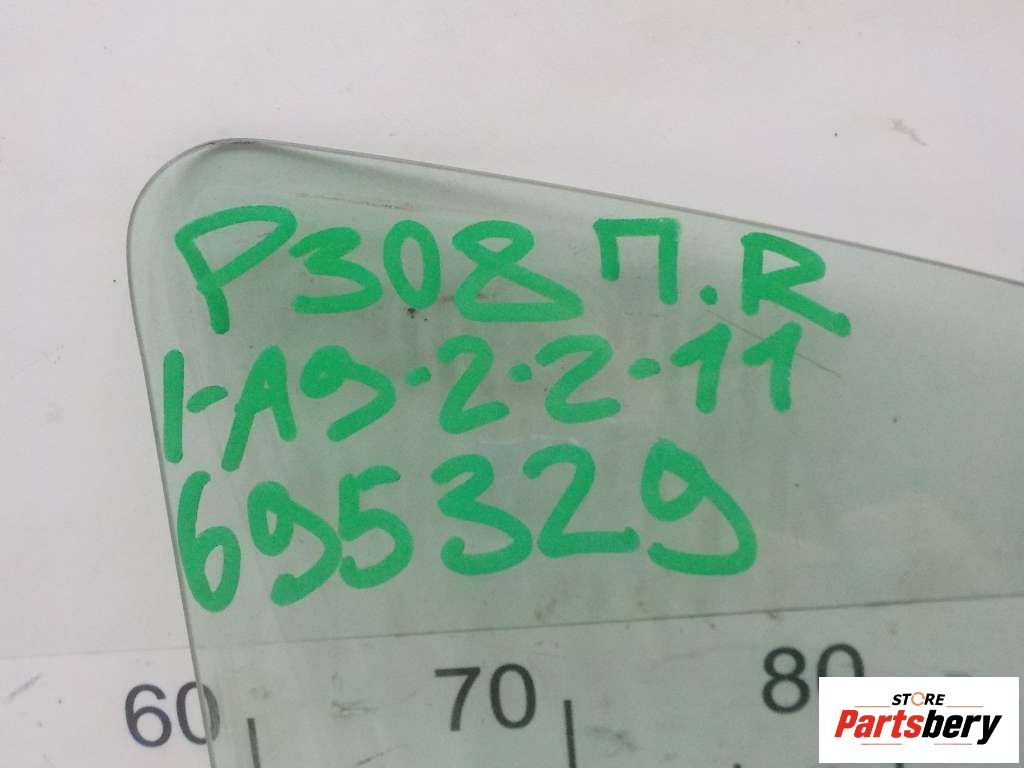 P308 П.R
1-A9-2-2-11
695329
60 70 80
STORE
Partsbery